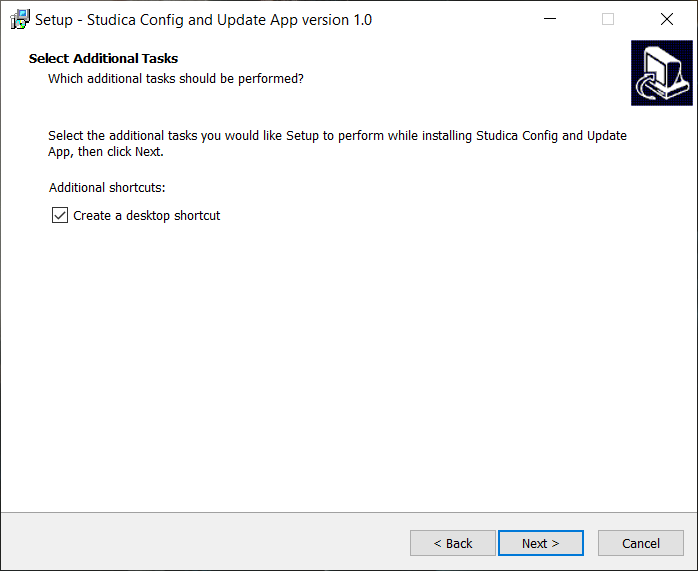 Setup - Studica Config and Update App version 1.0
Select Additional Tasks
Which additional tasks should be performed?
Select the additional tasks you would like Setup to perform while installing Studica Config and Update
App, then click Next.
Additional shortcuts:
Create a desktop shortcut
< Back
Next >
Cancel